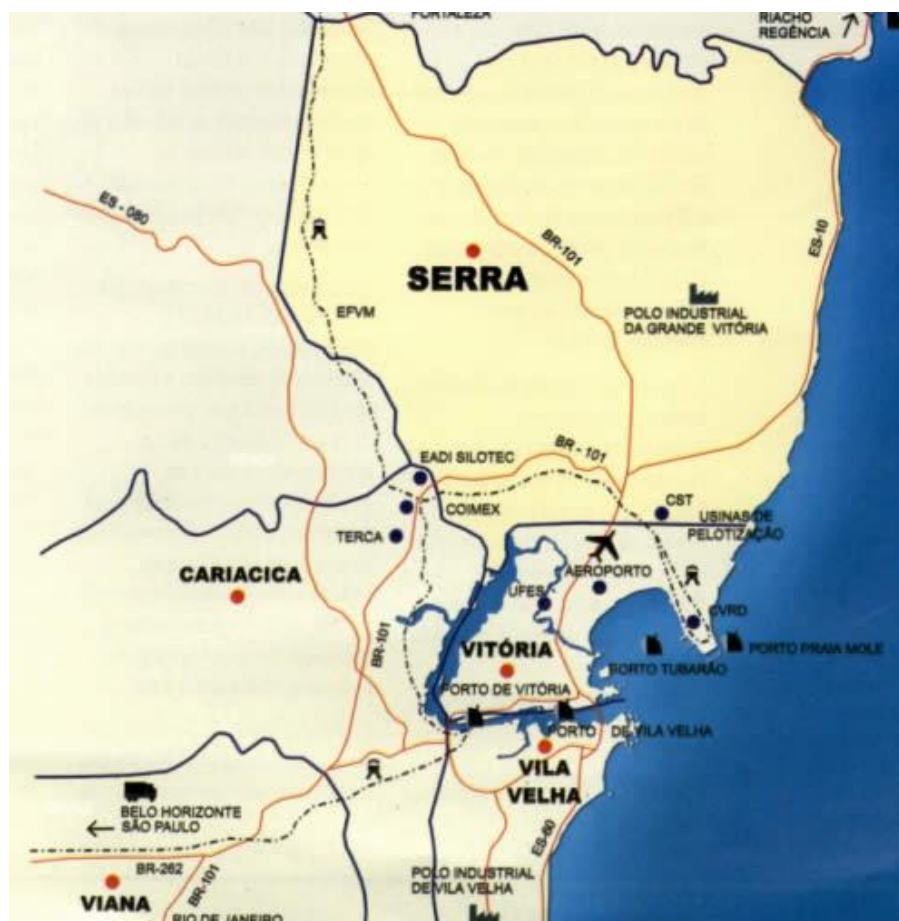 FORTALEZA
RIACHO
REGÊNCIA
ES - 080
BR-101
ES-10
SERRA
EFVM
POLO INDUSTRIAL
DA GRANDE VITÓRIA
BR - 101
EADI SILOTEC
COIMEX
CST
USINAS DE
PELOTIZAÇÃO
TERCA
AEROPORTO
CARIACICA
UFES
CVRD
BR-101
VITÓRIA
PORTO PRAIA MOLE
PORTO TUBARÃO
PORTO DE VITÓRIA
PORTO DE VILA VELHA
VILA
VELHA
BELO HORIZONTE
SÃO PAULO
ES-60
BR-262
BR-101
POLO INDUSTRIAL
DE VILA VELHA
VIANA
RIO DE JANEIRO